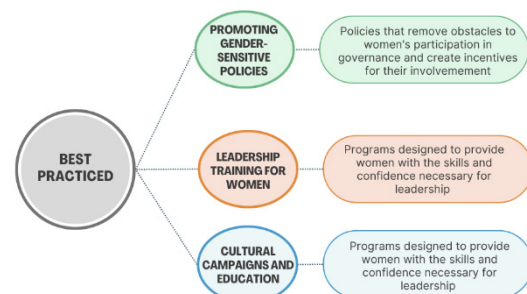 PROMOTING
GENDER-
SENSITIVE
POLICIES
Policies that remove obstacles to
women's participation in
governance and create incentives
for their involvemement
BEST
PRACTICED
LEADERSHIP
TRAINING FOR
WOMEN
Programs designed to provide
women with the skills and
confidence necessary for
leadership
CULTURAL
CAMPAIGNS AND
EDUCATION
Programs designed to provide
women with the skills and
confidence necessary for
leadership